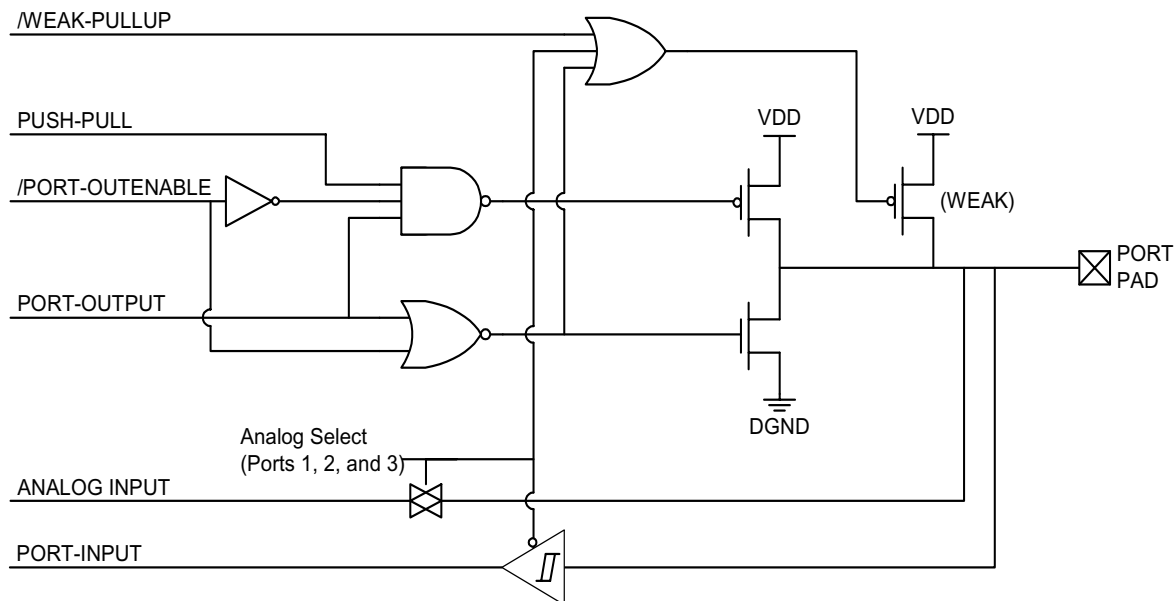 /WEAK-PULLUP
PUSH-PULL
VDD
VDD
/PORT-OUTENABLE
(WEAK)
PORT
PAD
PORT-OUTPUT
DGND
Analog Select
(Ports 1, 2, and 3)
ANALOG INPUT
PORT-INPUT